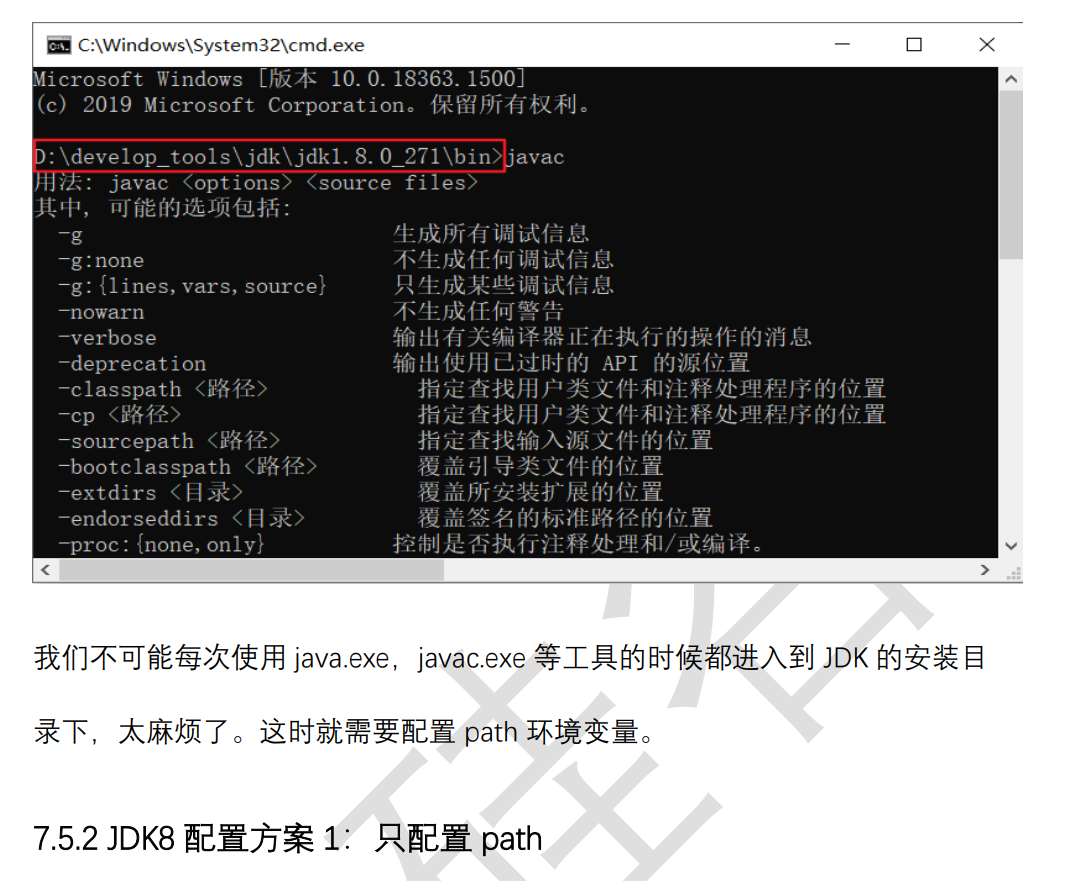 C:\Windows\System32\cmd.exe
Microsoft Windows [版本 10.0.18363.1500]
(c) 2019 Microsoft Corporation。保留所有权利。
D:\develop_tools\jdk\jdk1.8.0_271\bin>javac
用法: javac <options> <source files>
其中, 可能的选项包括:
-g 生成所有调试信息
-g:none 不生成任何调试信息
-g:{lines,vars,source} 只生成某些调试信息
-nowarn 不生成任何警告
-verbose 输出有关编译器正在执行的操作的消息
-deprecation 输出使用已过时的 API 的源位置
-classpath <路径> 指定查找用户类文件和注释处理程序的位置
-cp <路径> 指定查找用户类文件和注释处理程序的位置
-sourcepath <路径> 指定查找输入源文件的位置
-bootclasspath <路径> 覆盖引导类文件的位置
-extdirs <目录> 覆盖所安装扩展的位置
-endorseddirs <目录> 覆盖签名的标准路径的位置
-proc:{none,only} 控制是否执行注释处理和/或编译。
我们不可能每次使用 java.exe，javac.exe 等工具的时候都进入到 JDK 的安装目
录下，太麻烦了。这时就需要配置 path 环境变量。
7.5.2 JDK8 配置方案 1：只配置 path